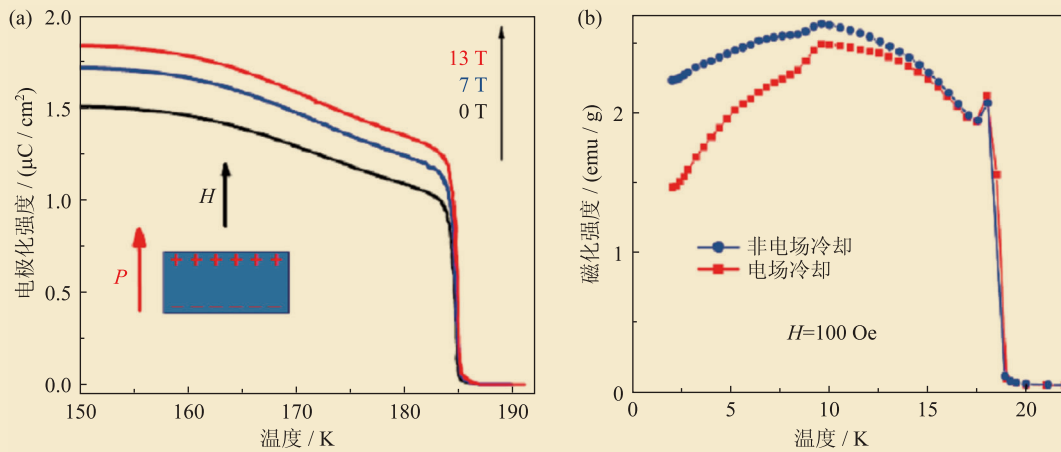 (a)
2.0
1.5
1.0
0.5
0.0
电极化强度 / (μC / cm²)
13 T
7 T
0 T
H
P
+ + + + + +
− − − − − −
150
160
170
180
190
温度 / K
(b)
2
1
0
磁化强度 / (emu / g)
非电场冷却
电场冷却
H=100 Oe
0
5
10
15
20
温度 / K